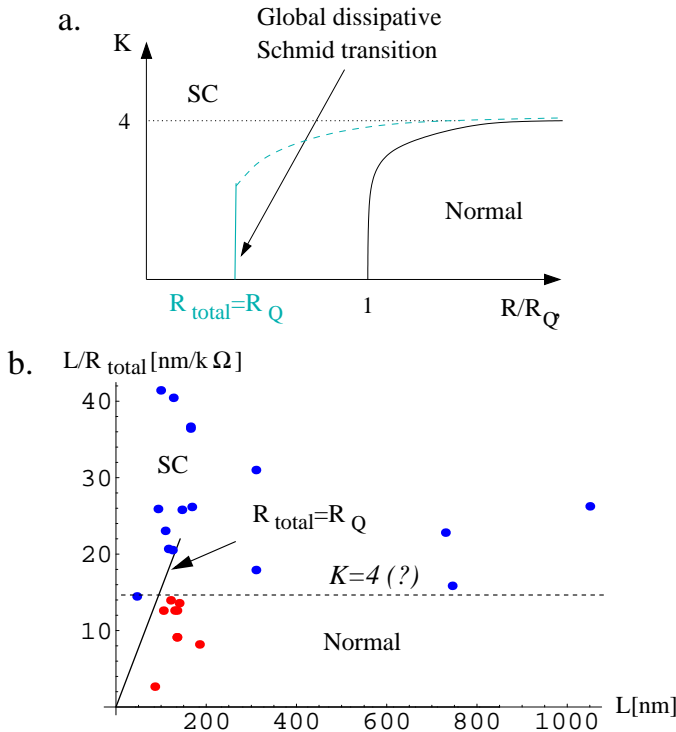 a.
Global dissipative
Schmid transition
K
SC
4
Normal
R total=R Q
1
R/R Q,
b.
L/R total [nm/k Ω]
40
30
20
10
SC
R total=R Q
K=4 (?)
Normal
L[nm]
200 400 600 800 1000